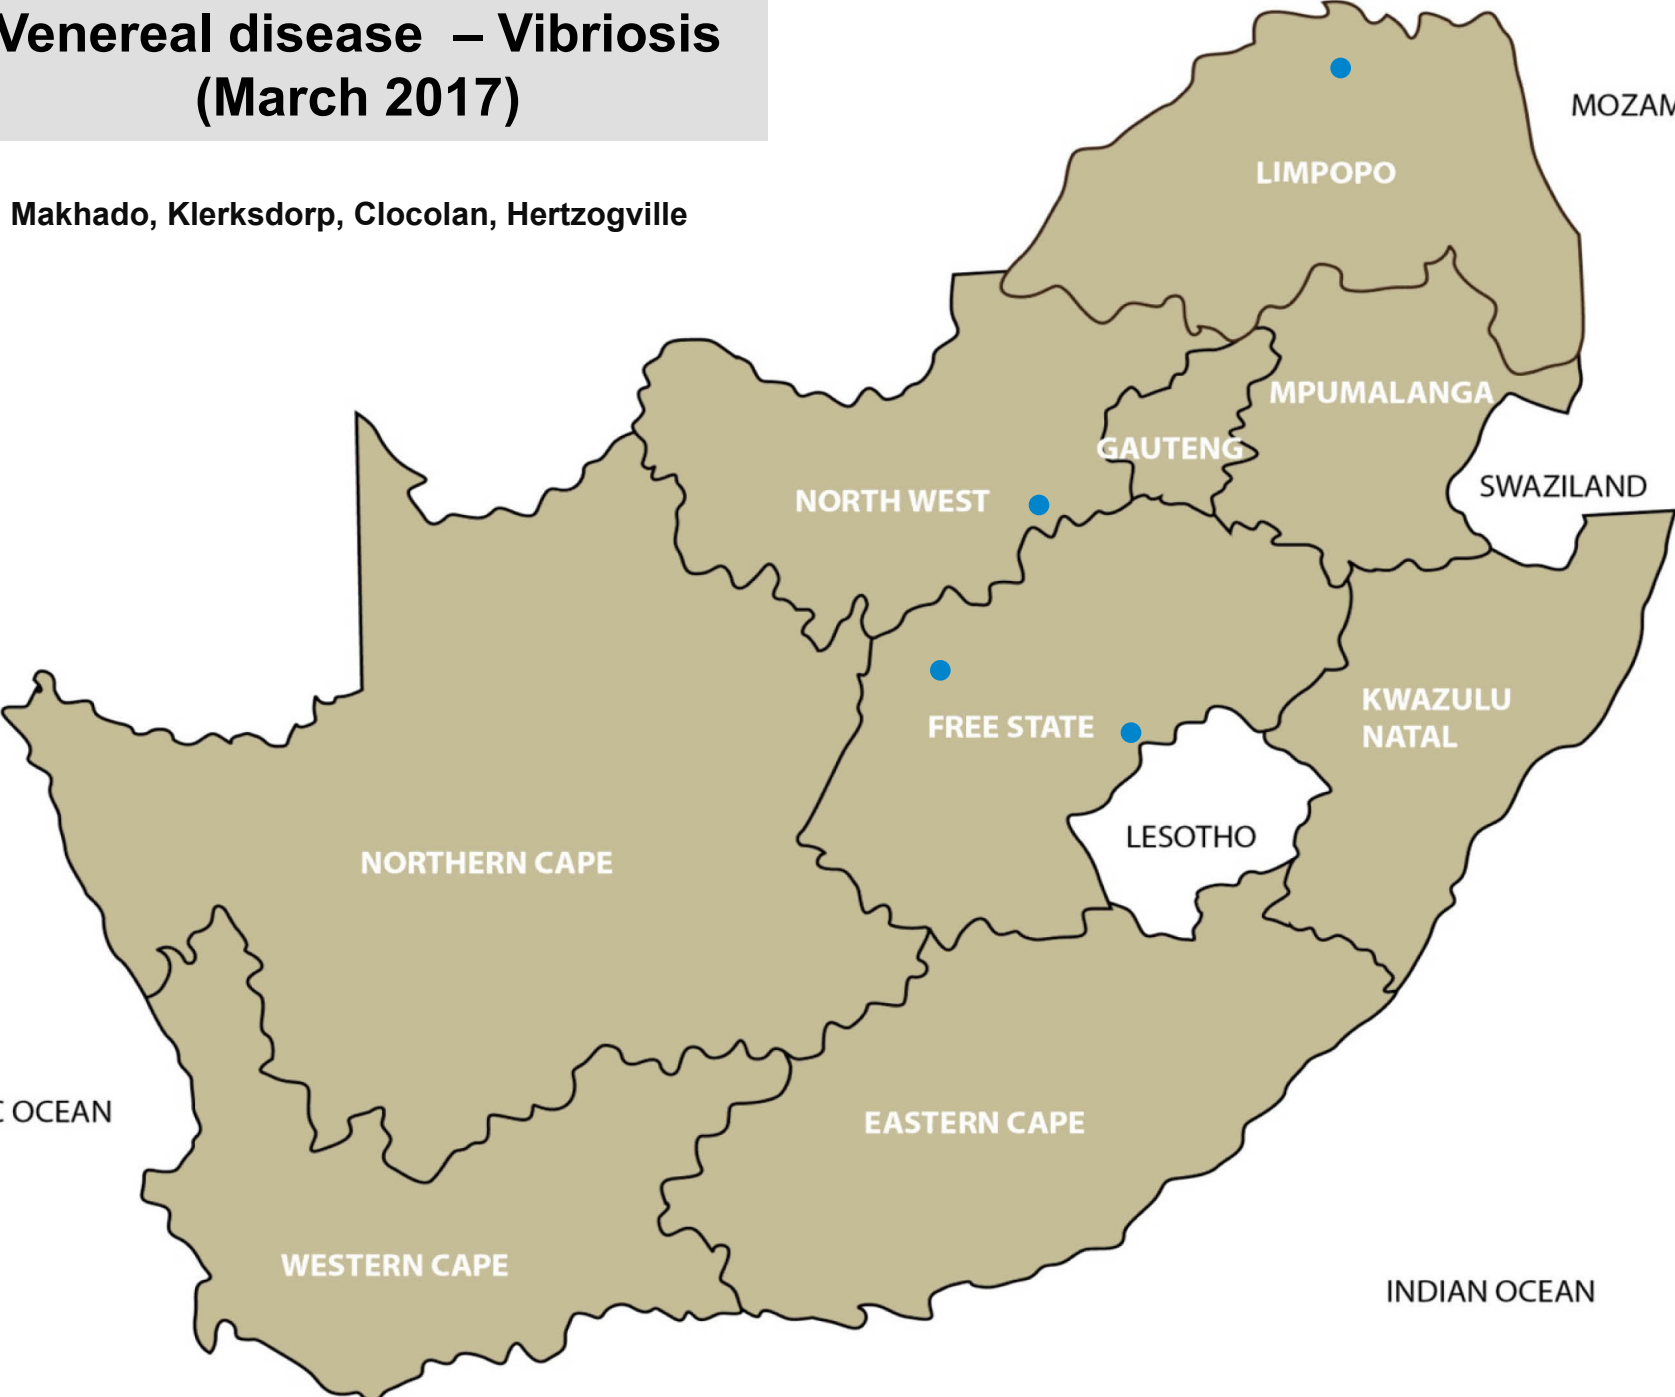 Venereal disease – Vibriosis
(March 2017)
Makhado, Klerksdorp, Clocolan, Hertzogville
LIMPOPO
MPUMALANGA
GAUTENG
NORTH WEST
SWAZILAND
FREE STATE
KWAZULU
NATAL
LESOTHO
NORTHERN CAPE
OCEAN
EASTERN CAPE
WESTERN CAPE
INDIAN OCEAN